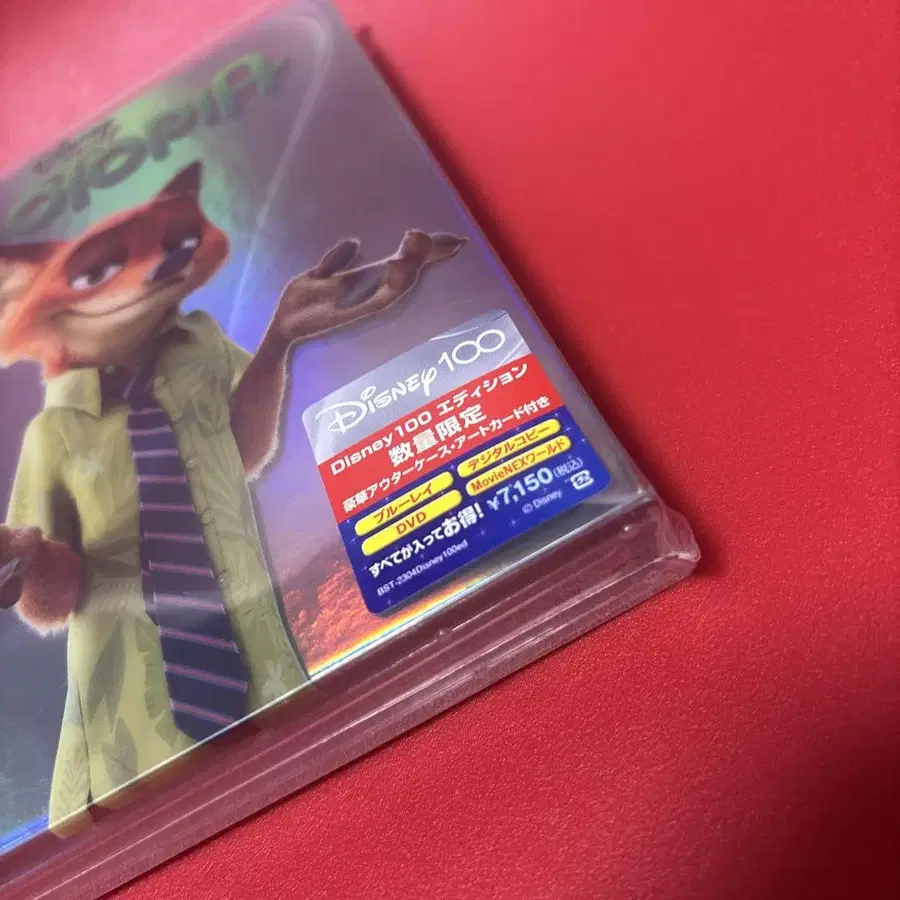 Disney
OTOPIA
Disney100
Disney100 エディション
数量限定
豪華アウターケース・アートカード付き
ブルーレイ
デジタルコピー
DVD
MovieNEXワールド
すべてが入ってお得! ¥7,150(税込)
© Disney
BST-2304Disney100ed